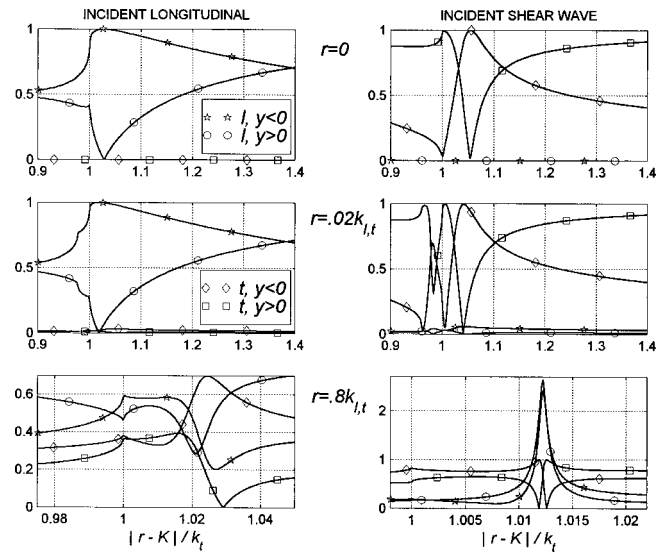 INCIDENT LONGITUDINAL
INCIDENT SHEAR WAVE
1
0.5
0
0.9 1 1.1 1.2 1.3 1.4
l, y<0
l, y>0
r=0
1
0.5
0
0.9 1 1.1 1.2 1.3 1.4
1
0.5
0
0.9 1 1.1 1.2 1.3 1.4
t, y<0
t, y>0
r=.02k_{l,t}
1
0.5
0
0.9 1 1.1 1.2 1.3 1.4
0.6
0.4
0.2
0
0.98 1 1.02 1.04
| r - K | / k_t
r=.8k_{l,t}
2
1
0
1 1.005 1.01 1.015 1.02
| r - K | / k_t